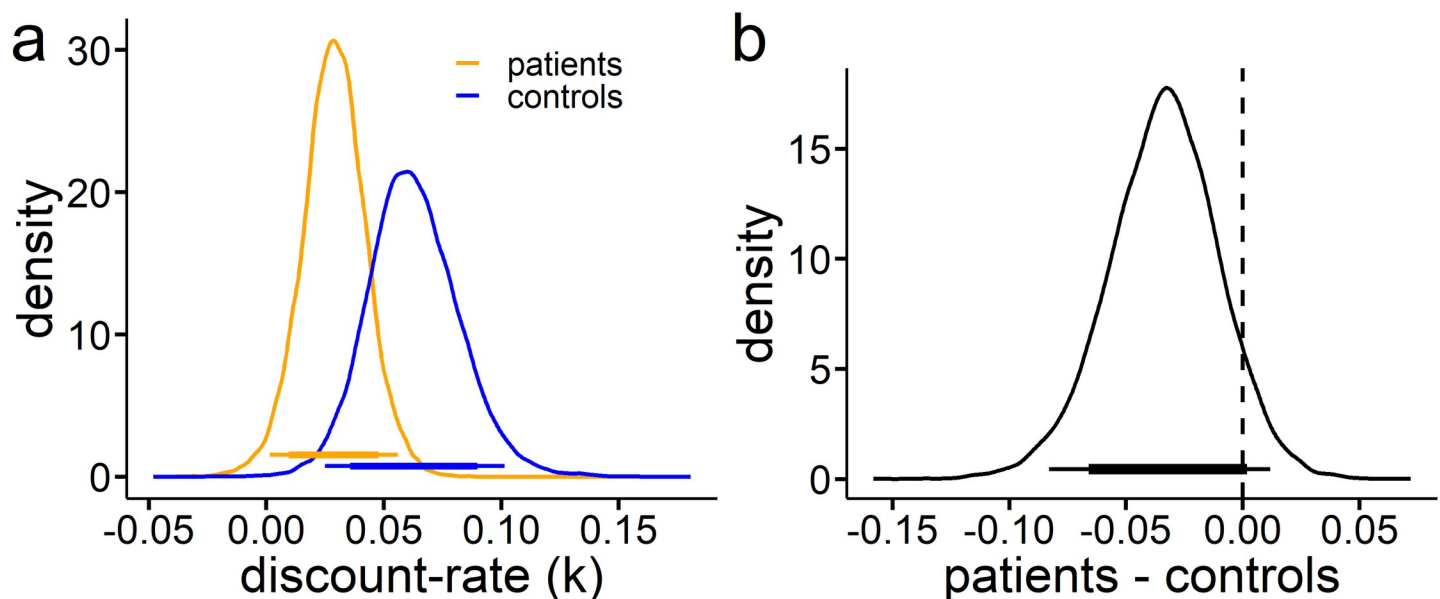 a
30
20
10
0
density
patients
controls
-0.05 0.00 0.05 0.10 0.15
discount-rate (k)
b
15
10
5
0
density
-0.15 -0.10 -0.05 0.00 0.05
patients - controls